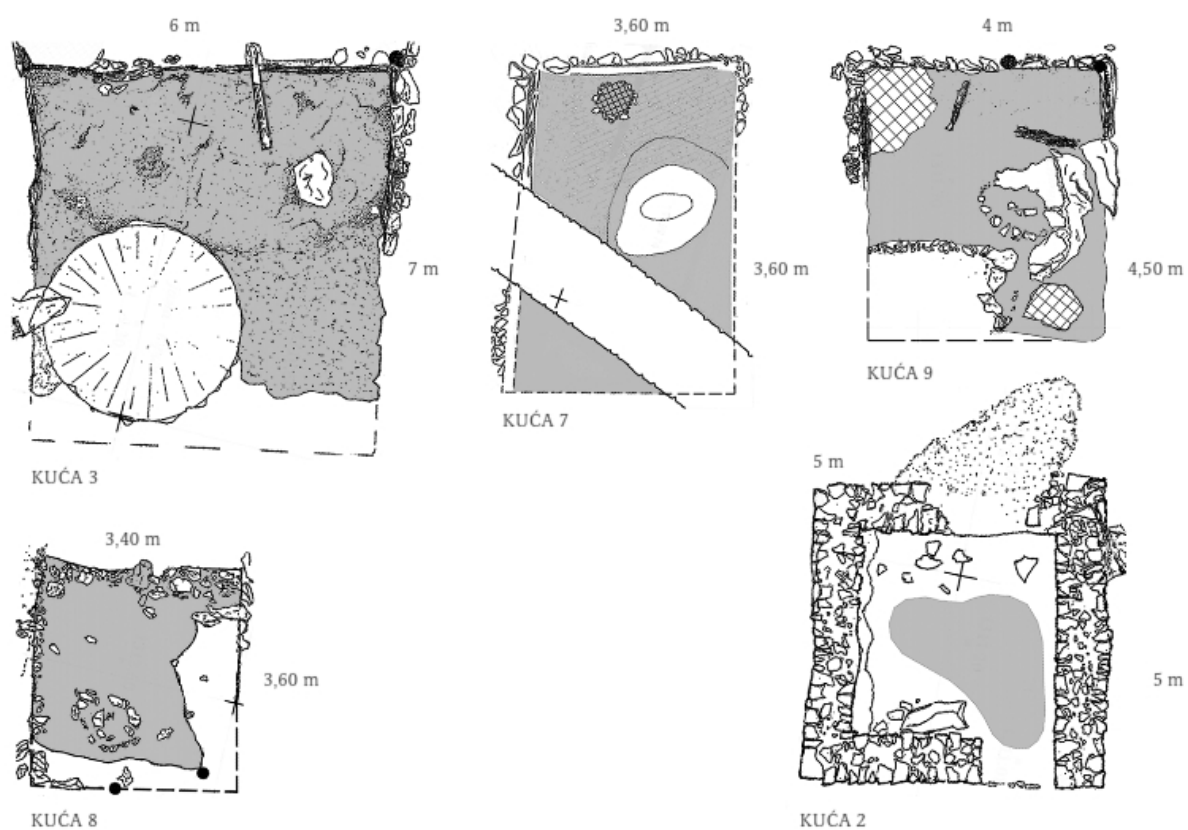 6 m
3,60 m
4 m
7 m
3,60 m
4,50 m
KUĆA 9
KUĆA 7
5 m
KUĆA 3
3,40 m
3,60 m
5 m
KUĆA 8
KUĆA 2